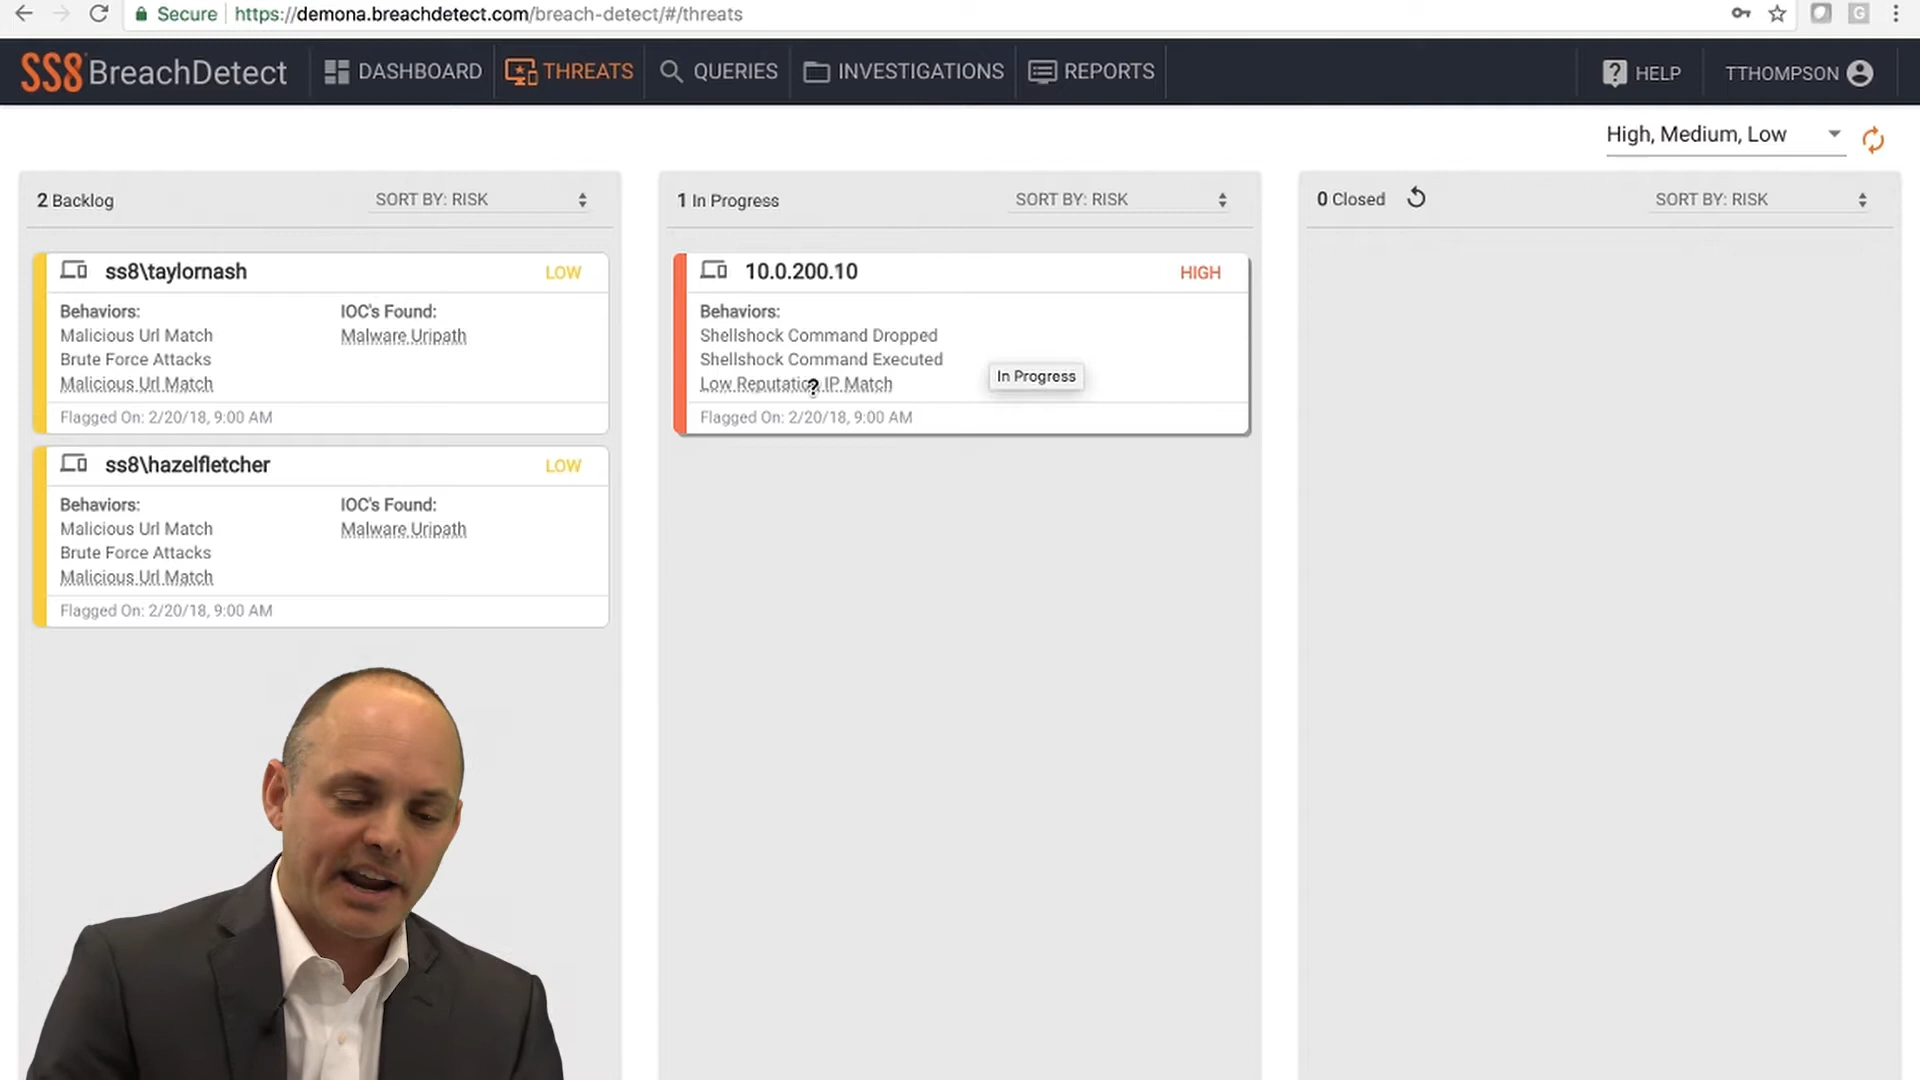 Secure https://demona.breachdetect.com/breach-detect/#/threats
SS8 BreachDetect DASHBOARD THREATS QUERIES INVESTIGATIONS REPORTS ? HELP TTHOMPSON
High, Medium, Low
2 Backlog SORT BY: RISK
ss8\taylornash LOW
Behaviors: IOC's Found:
Malicious Url Match Malware Uripath
Brute Force Attacks
Malicious Url Match
Flagged On: 2/20/18, 9:00 AM
ss8\hazelfletcher LOW
Behaviors: IOC's Found:
Malicious Url Match Malware Uripath
Brute Force Attacks
Malicious Url Match
Flagged On: 2/20/18, 9:00 AM
1 In Progress SORT BY: RISK
10.0.200.10 HIGH
Behaviors:
Shellshock Command Dropped
Shellshock Command Executed
Low Reputation IP Match
In Progress
Flagged On: 2/20/18, 9:00 AM
0 Closed SORT BY: RISK